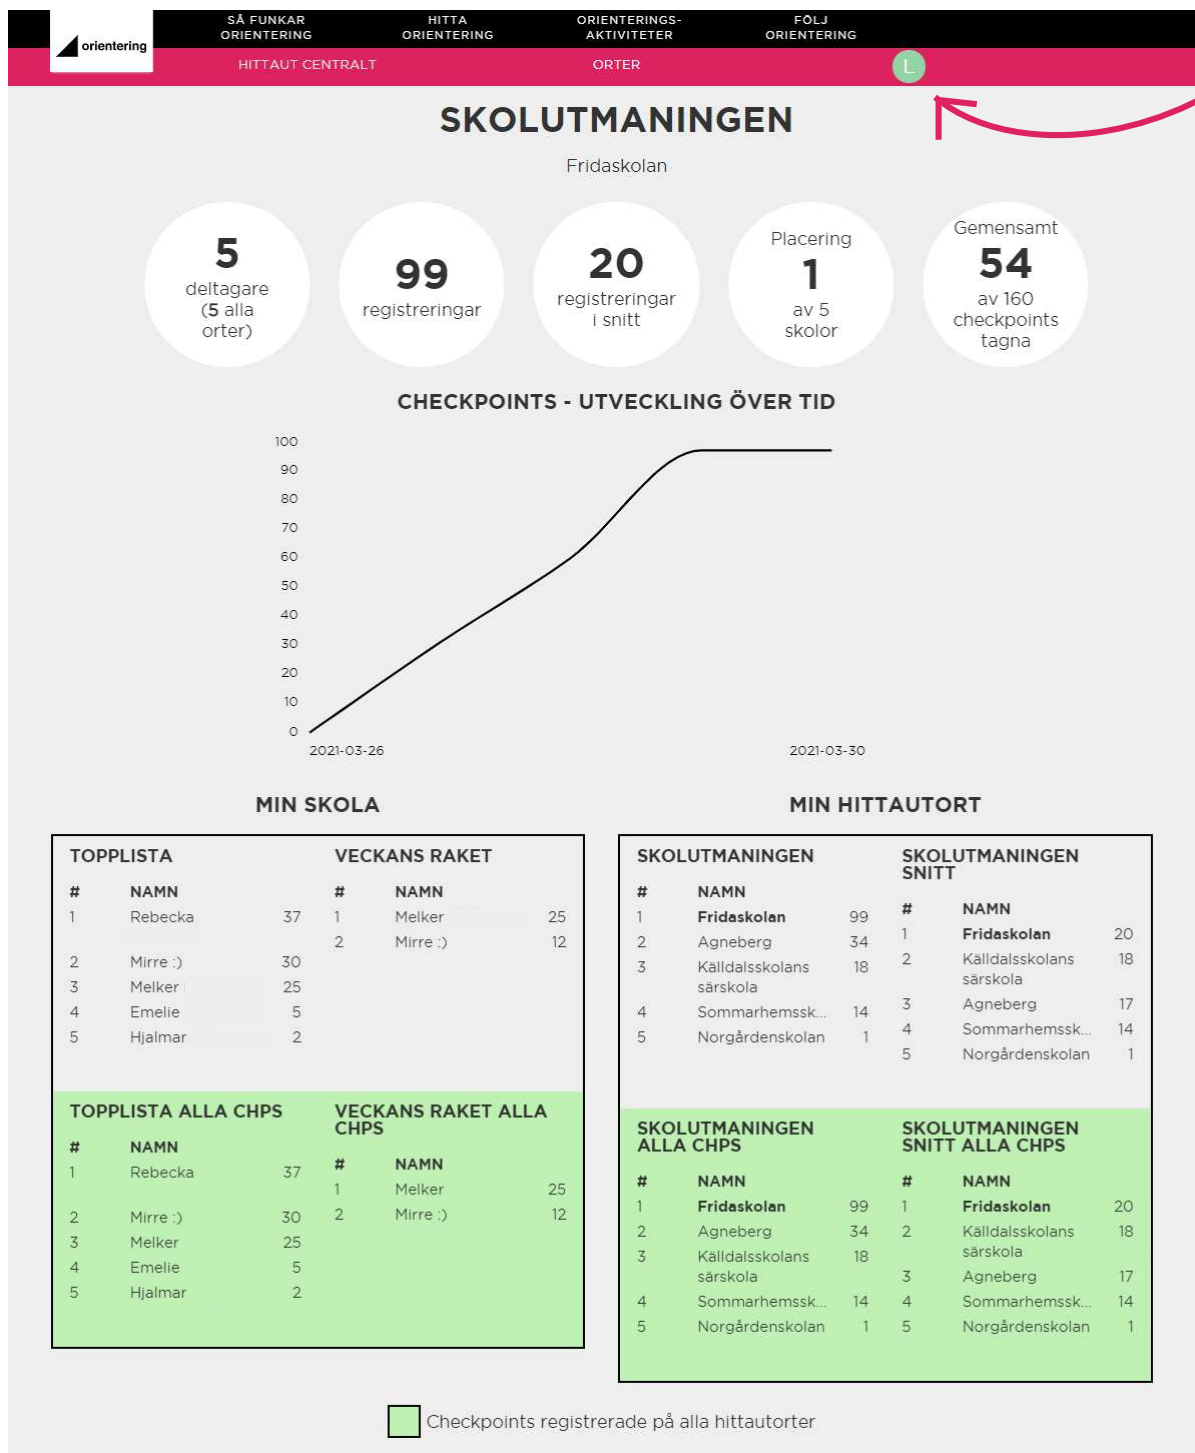 orientering
SÅ FUNKAR
ORIENTERING
HITTA
ORIENTERING
ORIENTERINGS-
AKTIVITETER
FÖLJ
ORIENTERING
HITTAUT CENTRALT
ORTER
L
SKOLUTMANINGEN
Fridaskolan
5
deltagare
(5 alla
orter)
99
registreringar
20
registreringar
i snitt
Placering
1
av 5
skolor
Gemensamt
54
av 160
checkpoints
tagna
CHECKPOINTS - UTVECKLING ÖVER TID
100
90
80
70
60
50
40
30
20
10
0
2021-03-26
2021-03-30
MIN SKOLA
TOPPLISTA
# NAMN
1 Rebecka 37
2 Mirre :) 30
3 Melker 25
4 Emelie 5
5 Hjalmar 2
VECKANS RAKET
# NAMN
1 Melker 25
2 Mirre :) 12
TOPPLISTA ALLA CHPS
# NAMN
1 Rebecka 37
2 Mirre :) 30
3 Melker 25
4 Emelie 5
5 Hjalmar 2
VECKANS RAKET ALLA
CHPS
# NAMN
1 Melker 25
2 Mirre :) 12
MIN HITTAUTORT
SKOLUTMANINGEN
# NAMN
1 Fridaskolan 99
2 Agneberg 34
3 Källdalsskolans 18
särskola
4 Sommarhemssk... 14
5 Norgårdenskolan 1
SKOLUTMANINGEN
SNITT
# NAMN
1 Fridaskolan 20
2 Källdalsskolans 18
särskola
3 Agneberg 17
4 Sommarhemssk... 14
5 Norgårdenskolan 1
SKOLUTMANINGEN
ALLA CHPS
# NAMN
1 Fridaskolan 99
2 Agneberg 34
3 Källdalsskolans 18
särskola
4 Sommarhemssk... 14
5 Norgårdenskolan 1
SKOLUTMANINGEN
SNITT ALLA CHPS
# NAMN
1 Fridaskolan 20
2 Källdalsskolans 18
särskola
3 Agneberg 17
4 Sommarhemssk... 14
5 Norgårdenskolan 1
Checkpoints registrerade på alla hittautorter